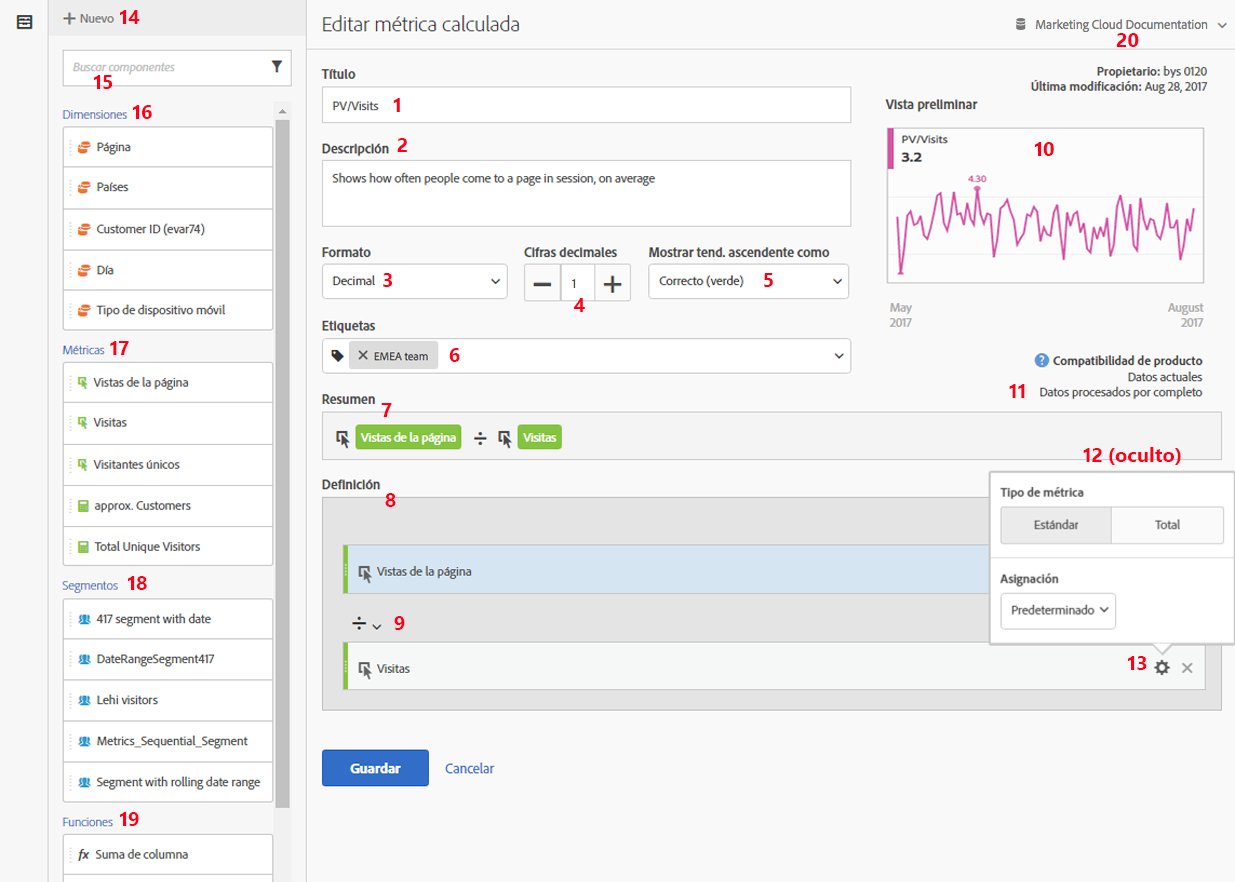 Nuevo 14
Buscar componentes
15
Dimensiones 16
Página
Países
Customer ID (evar74)
Día
Tipo de dispositivo móvil
Métricas 17
Vistas de la página
Visitas
Visitantes únicos
approx. Customers
Total Unique Visitors
Segmentos 18
417 segment with date
DateRangeSegment417
Lehi visitors
Metrics_Sequential_Segment
Segment with rolling date range
Funciones 19
fx Suma de columna
Editar métrica calculada
Marketing Cloud Documentation
20
Propietario: bys 0120
Última modificación: Aug 28, 2017
Título
PV/Visits 1
Descripción 2
Shows how often people come to a page in session, on average
Formato
Decimal 3
Cifras decimales
1
4
Mostrar tend. ascendente como
Correcto (verde) 5
Etiquetas
EMEA team 6
Vista preliminar
PV/Visits
3.2
10
4.30
May
2017
August
2017
Compatibilidad de producto
Datos actuales
11 Datos procesados por completo
Resumen
7
Vistas de la página ÷ Visitas
Definición
8
Vistas de la página
÷ 9
Visitas
12 (oculto)
Tipo de métrica
Estándar Total
Asignación
Predeterminado
13
Guardar Cancelar